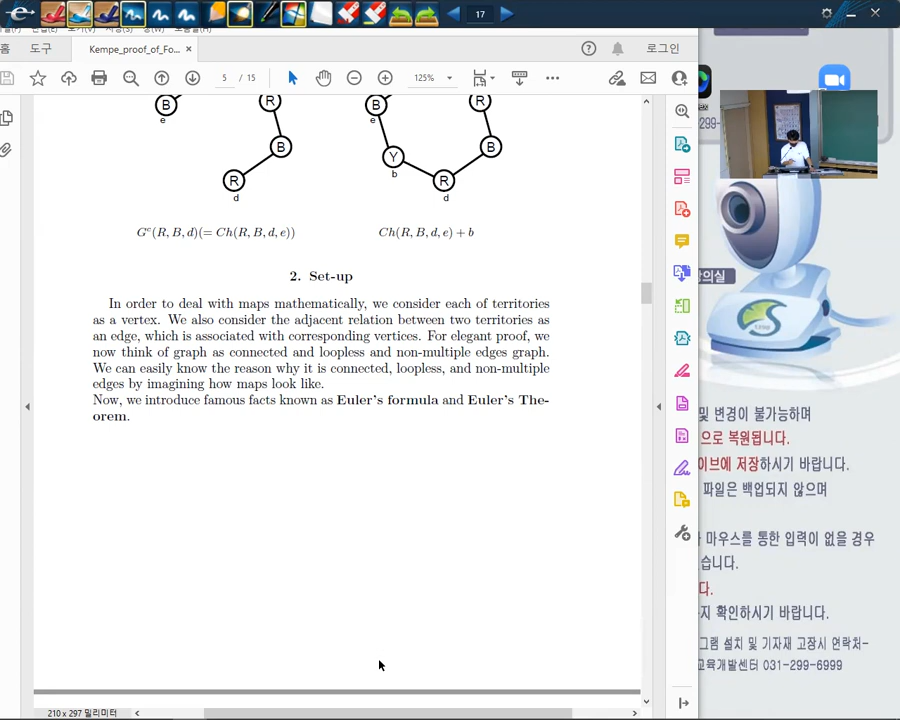 17
홈 도구 Kempe_proof_of_Fo... × 로그인
5 / 15 125%
B R B R
e e
B Y B
b
R R
d d
Gᵉ(R, B, d)(= Ch(R, B, d, e)) Ch(R, B, d, e) + b
2. Set-up
In order to deal with maps mathematically, we consider each of territories
as a vertex. We also consider the adjacent relation between two territories as
an edge, which is associated with corresponding vertices. For elegant proof, we
now think of graph as connected and loopless and non-multiple edges graph.
We can easily know the reason why it is connected, loopless, and non-multiple
edges by imagining how maps look like.
Now, we introduce famous facts known as Euler's formula and Euler's The-
orem.
210 x 297 밀리미터
299-
의실
및 변경이 불가능하며
으로 복원됩니다.
이브에 저장하시기 바랍니다.
파일은 백업되지 않으며
마우스를 통한 입력이 없을 경우
습니다.
다.
지 확인하시기 바랍니다.
그램 설치 및 기자재 고장시 연락처-
교육개발센터 031-299-6999